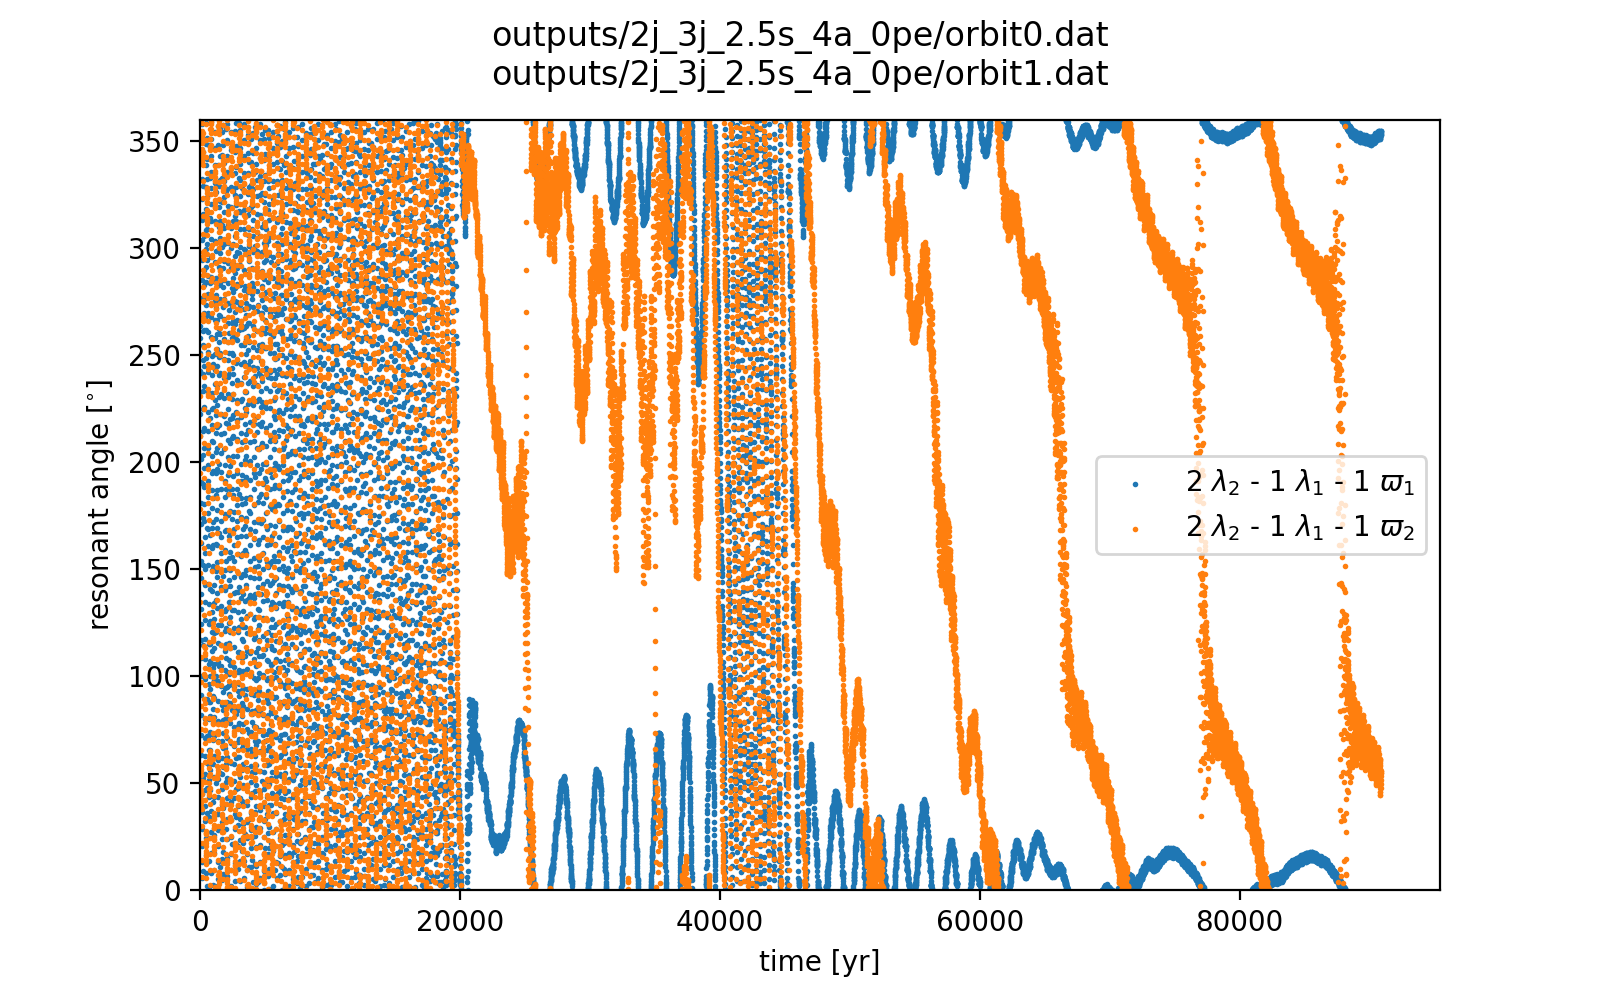 outputs/2j_3j_2.5s_4a_0pe/orbit0.dat
outputs/2j_3j_2.5s_4a_0pe/orbit1.dat
350
300
250
200
150
100
50
0
resonant angle [°]
2 λ₂ - 1 λ₁ - 1 ϖ₁
2 λ₂ - 1 λ₁ - 1 ϖ₂
0 20000 40000 60000 80000
time [yr]